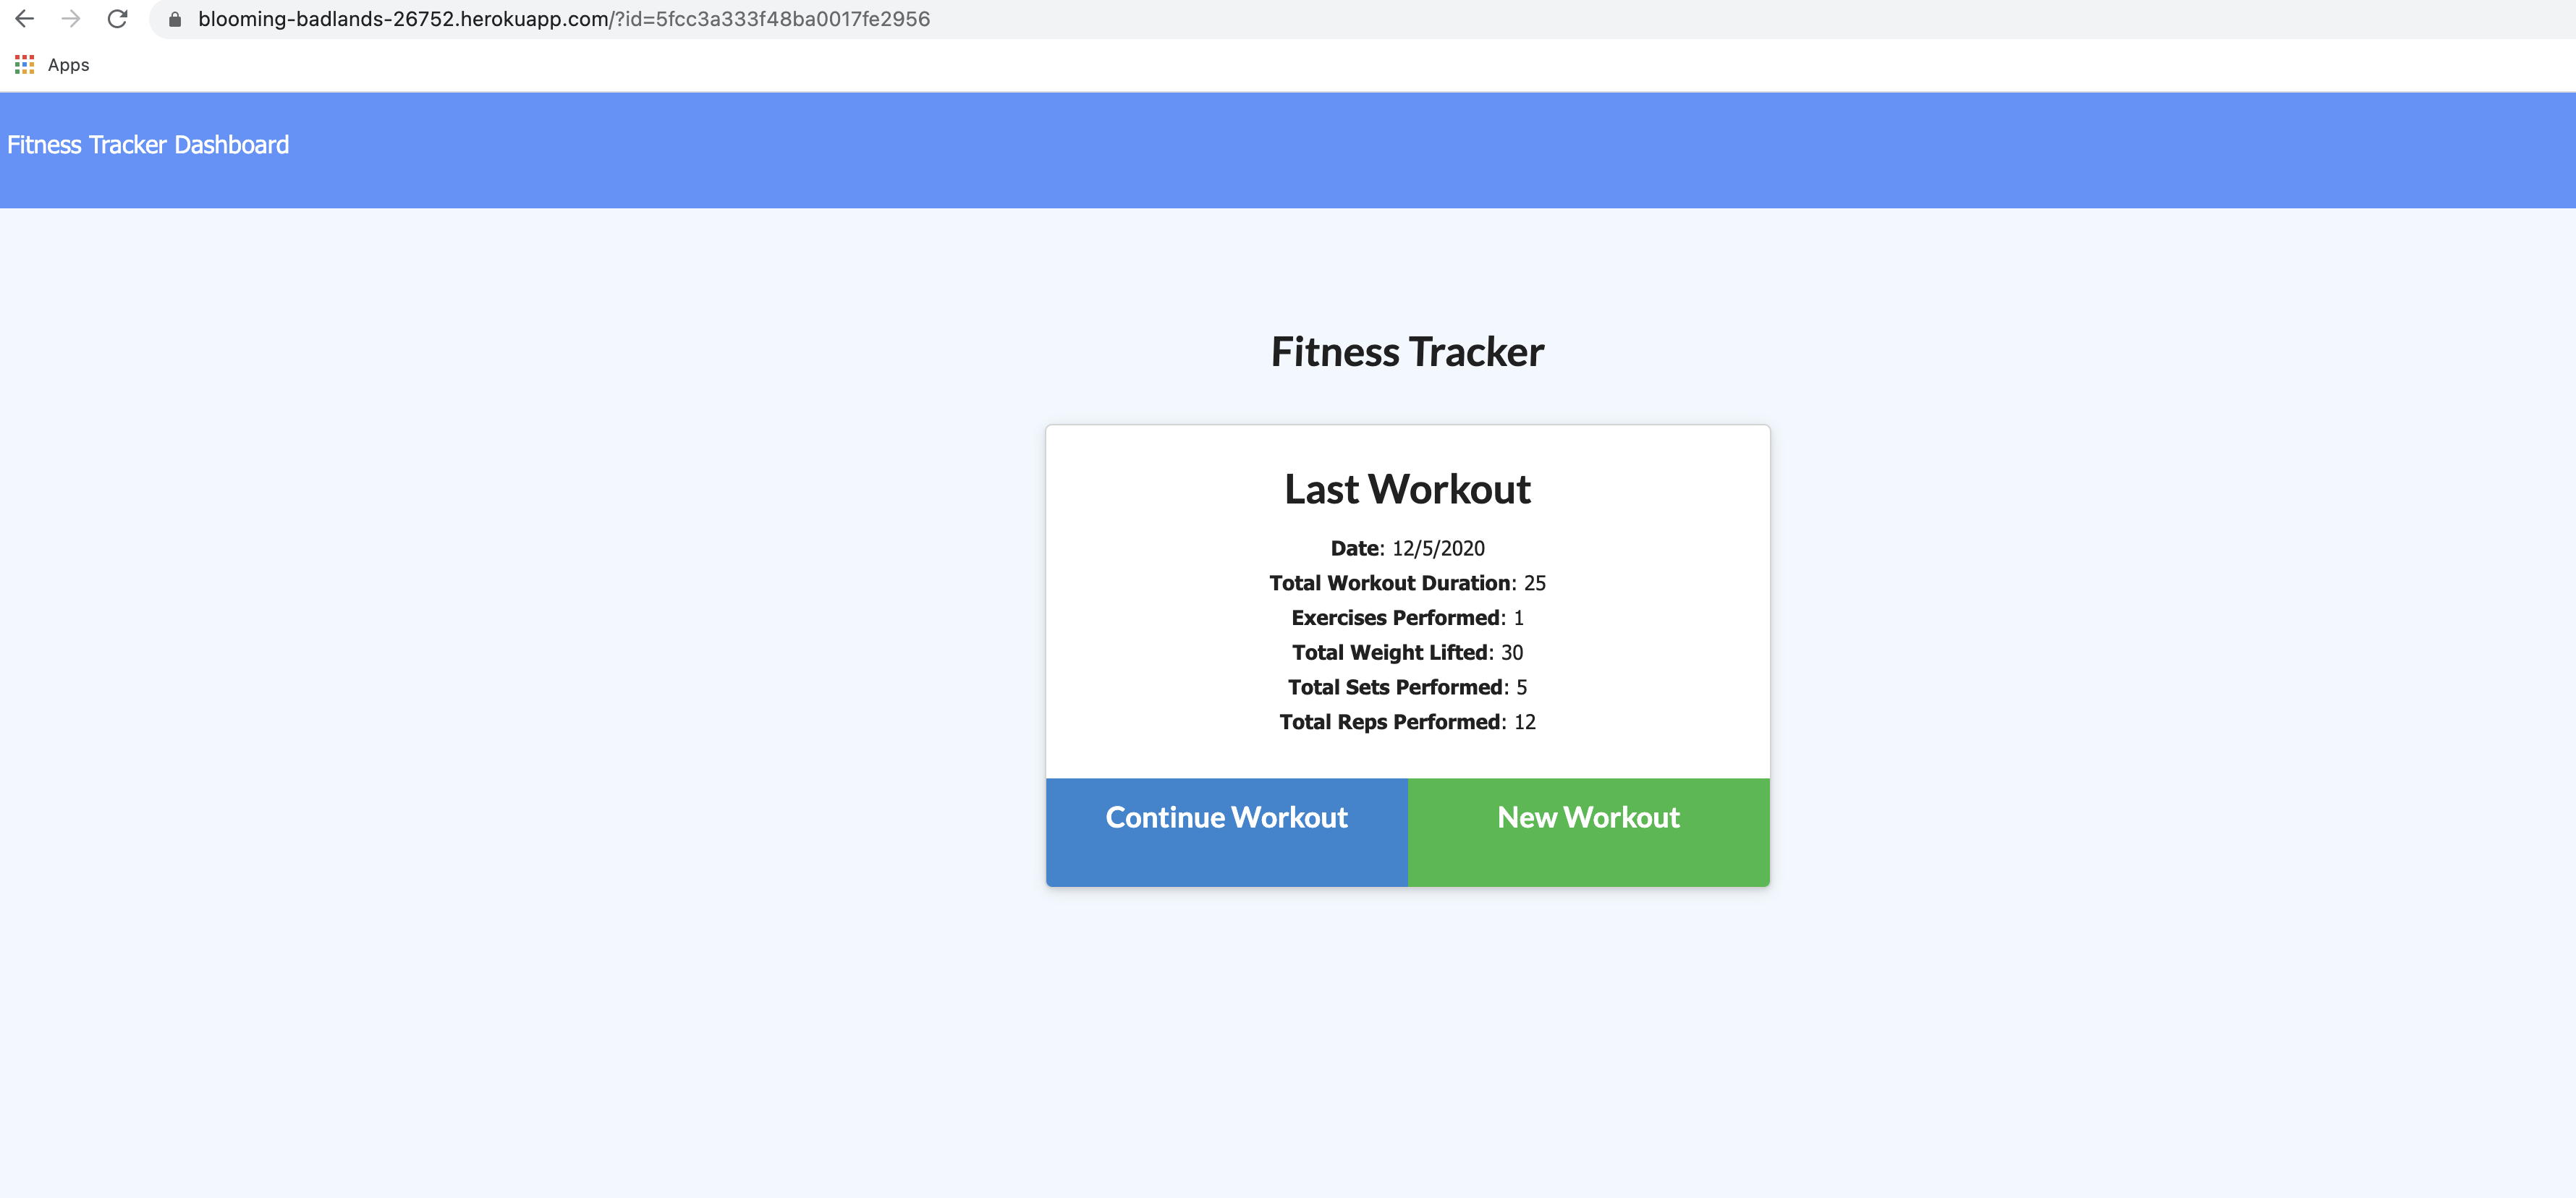 blooming-badlands-26752.herokuapp.com/?id=5fcc3a333f48ba0017fe2956
Apps
Fitness Tracker Dashboard
Fitness Tracker
Last Workout
Date: 12/5/2020
Total Workout Duration: 25
Exercises Performed: 1
Total Weight Lifted: 30
Total Sets Performed: 5
Total Reps Performed: 12
Continue Workout New Workout